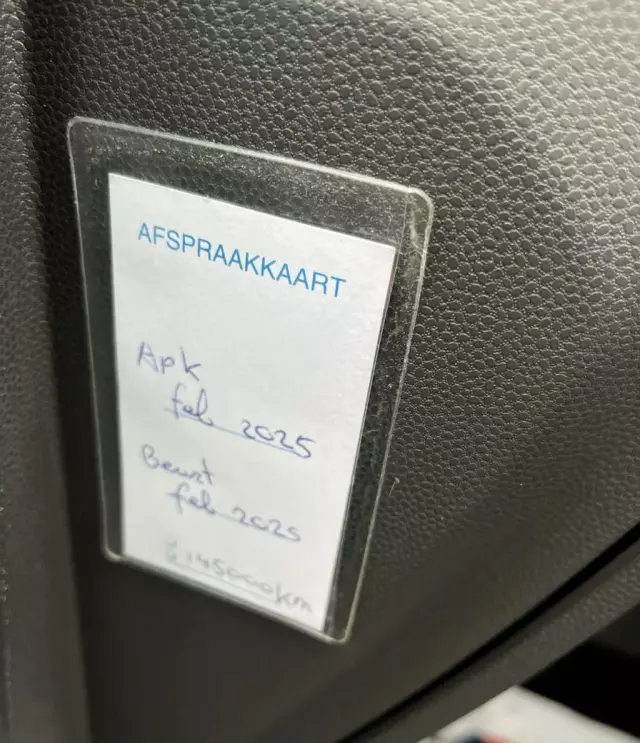 AFSPRAAKKAART
Apk
feb 2025
Beurt
feb 2025
145000km